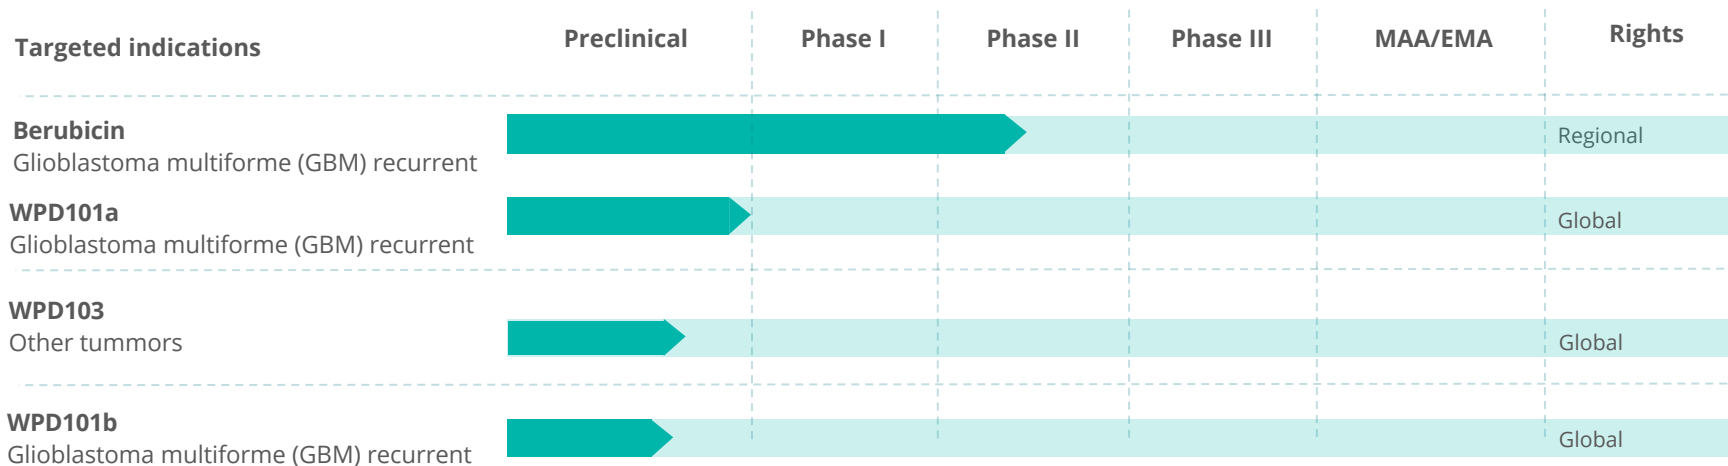 Targeted indications
Preclinical
Phase I
Phase II
Phase III
MAA/EMA
Rights
Berubicin
Glioblastoma multiforme (GBM) recurrent
Regional
WPD101a
Glioblastoma multiforme (GBM) recurrent
Global
WPD103
Other tummors
Global
WPD101b
Glioblastoma multiforme (GBM) recurrent
Global